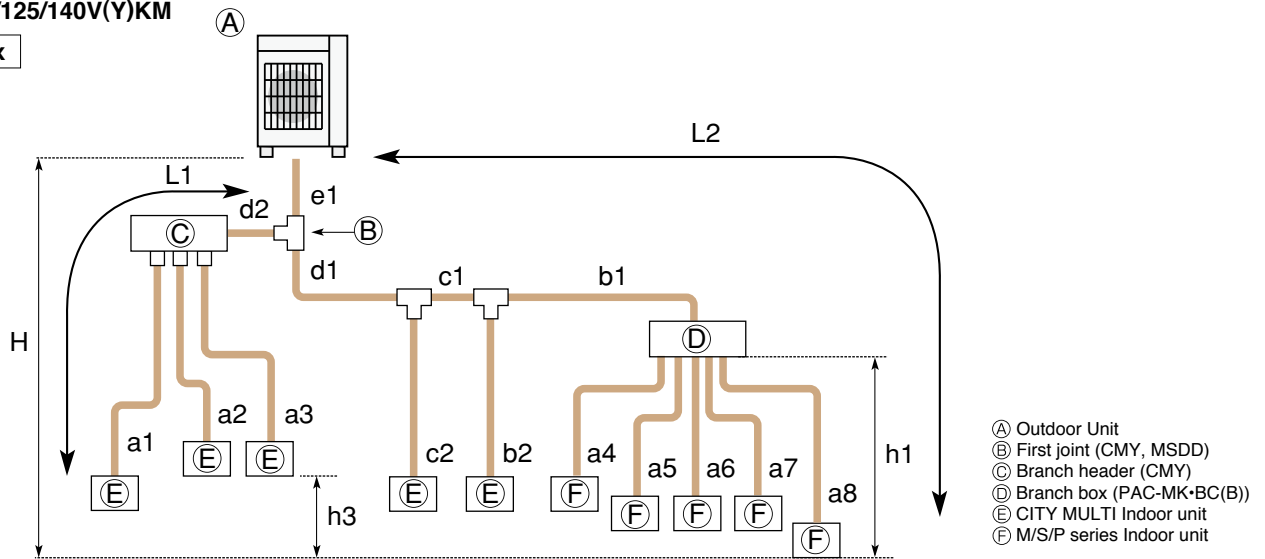 /125/140V(Y)KM
Ⓐ
x
L2
L1
e1
d2
Ⓒ
Ⓑ
d1
c1
b1
H
Ⓓ
a1
a2
a3
c2
b2
a4
a5
a6
a7
a8
h1
Ⓔ
Ⓔ
Ⓔ
Ⓔ
Ⓔ
Ⓕ
Ⓕ
Ⓕ
Ⓕ
Ⓕ
h3
Ⓐ Outdoor Unit
Ⓑ First joint (CMY, MSDD)
Ⓒ Branch header (CMY)
Ⓓ Branch box (PAC-MK•BC(B))
Ⓔ CITY MULTI Indoor unit
Ⓕ M/S/P series Indoor unit